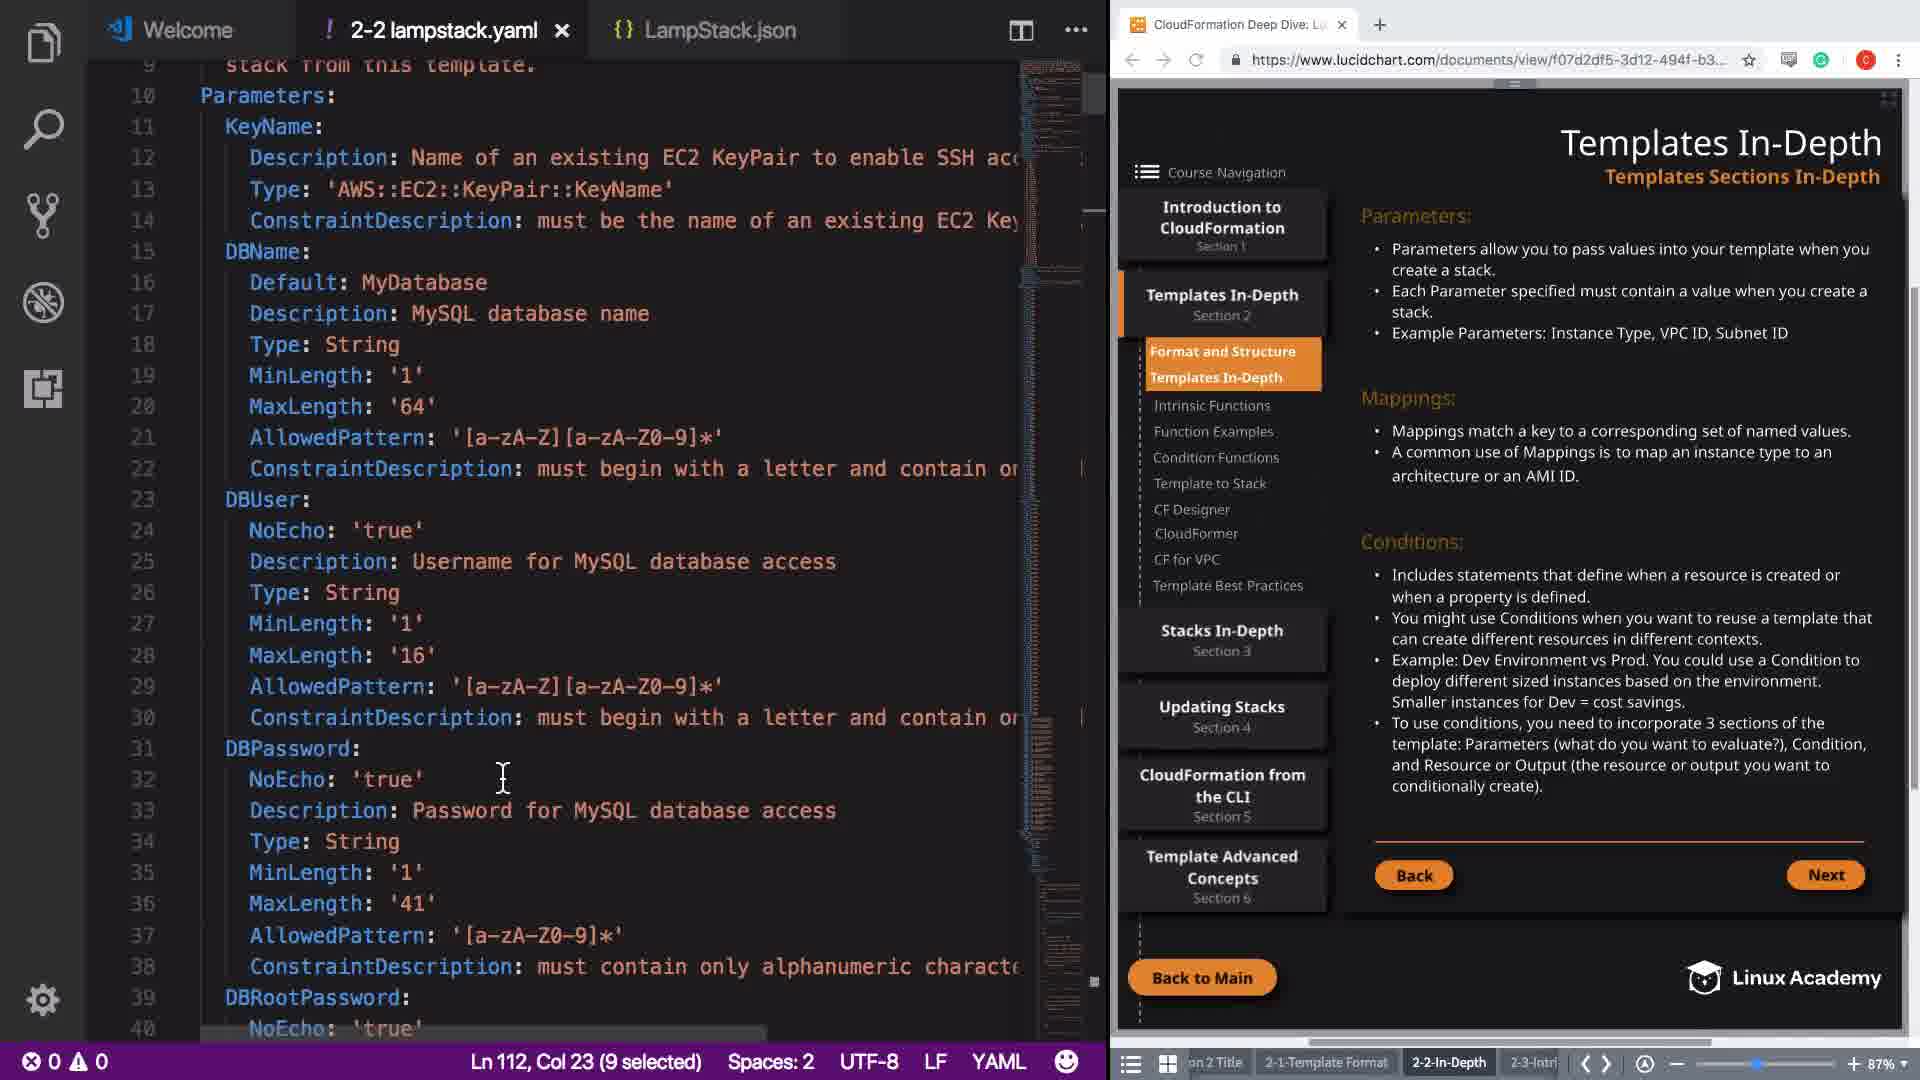 Welcome
! 2-2 lampstack.yaml ×
{} LampStack.json
9 stack from this template.
10 Parameters:
11 KeyName:
12 Description: Name of an existing EC2 KeyPair to enable SSH acc
13 Type: 'AWS::EC2::KeyPair::KeyName'
14 ConstraintDescription: must be the name of an existing EC2 Key
15 DBName:
16 Default: MyDatabase
17 Description: MySQL database name
18 Type: String
19 MinLength: '1'
20 MaxLength: '64'
21 AllowedPattern: '[a-zA-Z][a-zA-Z0-9]*'
22 ConstraintDescription: must begin with a letter and contain on
23 DBUser:
24 NoEcho: 'true'
25 Description: Username for MySQL database access
26 Type: String
27 MinLength: '1'
28 MaxLength: '16'
29 AllowedPattern: '[a-zA-Z][a-zA-Z0-9]*'
30 ConstraintDescription: must begin with a letter and contain on
31 DBPassword:
32 NoEcho: 'true'
33 Description: Password for MySQL database access
34 Type: String
35 MinLength: '1'
36 MaxLength: '41'
37 AllowedPattern: '[a-zA-Z0-9]*'
38 ConstraintDescription: must contain only alphanumeric characte
39 DBRootPassword:
40 NoEcho: 'true'
0 0
Ln 112, Col 23 (9 selected)
Spaces: 2
UTF-8
LF
YAML
CloudFormation Deep Dive: Lu
https://www.lucidchart.com/documents/view/f07d2df5-3d12-494f-b3...
C
Templates In-Depth
Templates Sections In-Depth
Course Navigation
Introduction to
CloudFormation
Section 1
Templates In-Depth
Section 2
Format and Structure
Templates In-Depth
Intrinsic Functions
Function Examples
Condition Functions
Template to Stack
CF Designer
CloudFormer
CF for VPC
Template Best Practices
Stacks In-Depth
Section 3
Updating Stacks
Section 4
CloudFormation from
the CLI
Section 5
Template Advanced
Concepts
Section 6
Back to Main
Parameters:
• Parameters allow you to pass values into your template when you
create a stack.
• Each Parameter specified must contain a value when you create a
stack.
• Example Parameters: Instance Type, VPC ID, Subnet ID
Mappings:
• Mappings match a key to a corresponding set of named values.
• A common use of Mappings is to map an instance type to an
architecture or an AMI ID.
Conditions:
• Includes statements that define when a resource is created or
when a property is defined.
• You might use Conditions when you want to reuse a template that
can create different resources in different contexts.
• Example: Dev Environment vs Prod. You could use a Condition to
deploy different sized instances based on the environment.
Smaller instances for Dev = cost savings.
• To use conditions, you need to incorporate 3 sections of the
template: Parameters (what do you want to evaluate?), Condition,
and Resource or Output (the resource or output you want to
conditionally create).
Back
Next
Linux Academy
on 2 Title
2-1-Template Format
2-2-In-Depth
2-3-Intri
87%